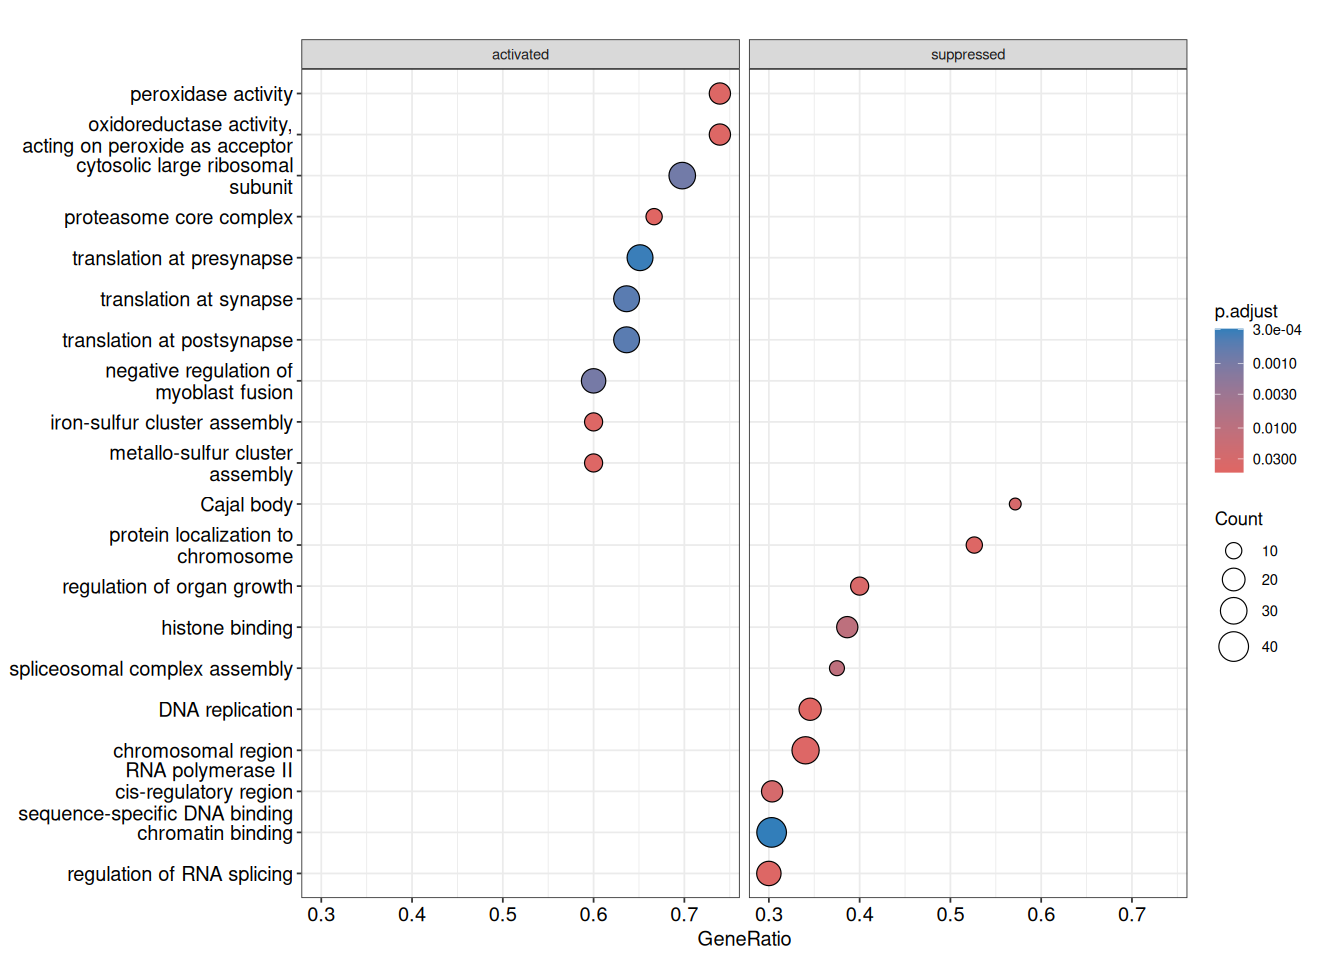 activated
suppressed
peroxidase activity
oxidoreductase activity,
acting on peroxide as acceptor
cytosolic large ribosomal
subunit
proteasome core complex
translation at presynapse
translation at synapse
translation at postsynapse
negative regulation of
myoblast fusion
iron-sulfur cluster assembly
metallo-sulfur cluster
assembly
Cajal body
protein localization to
chromosome
regulation of organ growth
histone binding
spliceosomal complex assembly
DNA replication
chromosomal region
RNA polymerase II
cis-regulatory region
sequence-specific DNA binding
chromatin binding
regulation of RNA splicing
0.3 0.4 0.5 0.6 0.7
0.3 0.4 0.5 0.6 0.7
GeneRatio
p.adjust
3.0e-04
0.0010
0.0030
0.0100
0.0300
Count
10
20
30
40